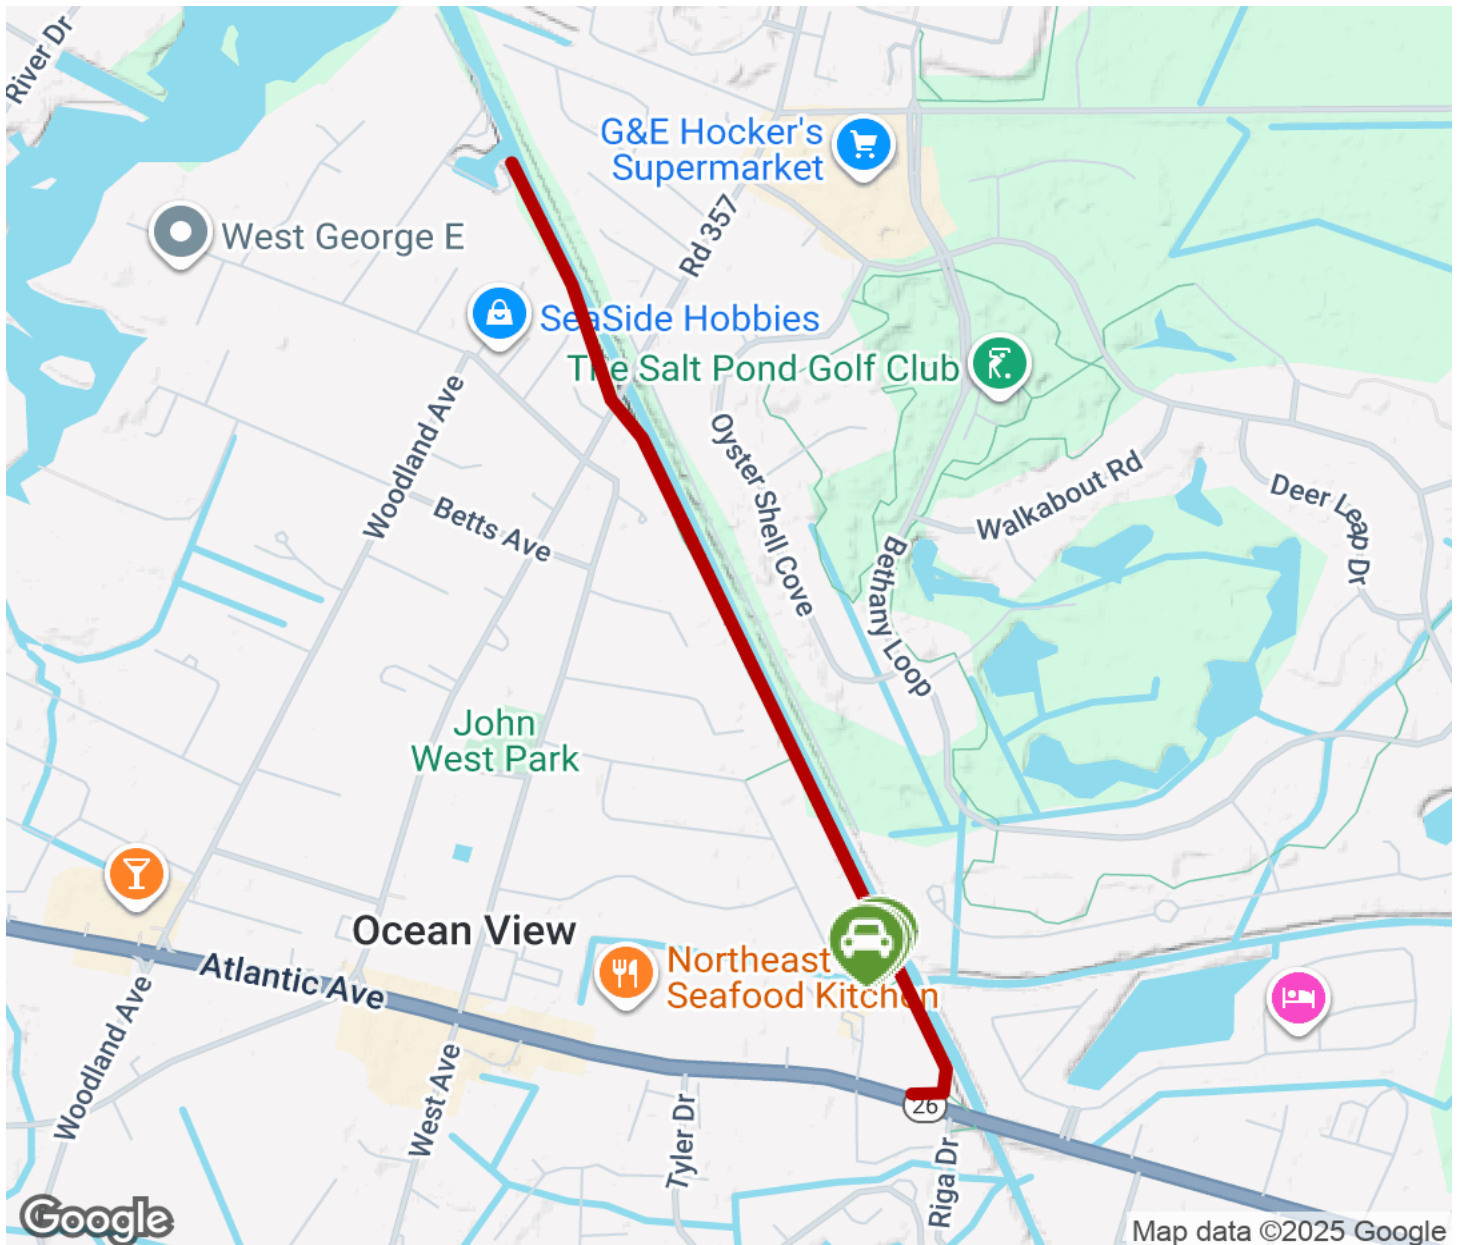 River Dr
G&E Hocker's
Supermarket
West George E
Rd 357
SeaSide Hobbies
The Salt Pond Golf Club
Woodland Ave
Betts Ave
Oyster Shell Cove
Walkabout Rd
Deer Leap Dr
Bethany Loop
John
West Park
Ocean View
Northeast
Seafood Kitchen
Atlantic Ave
Woodland Ave
West Ave
Tyler Dr
26
Riga Dr
Google
Map data ©2025 Google